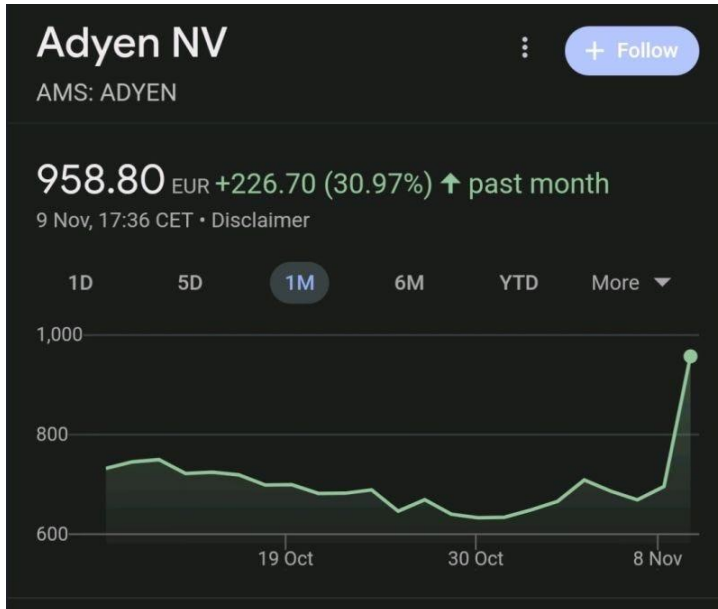 Adyen NV
+ Follow
AMS: ADYEN
958.80 EUR +226.70 (30.97%) ↑ past month
9 Nov, 17:36 CET • Disclaimer
1D 5D 1M 6M YTD More
1,000
800
600
19 Oct 30 Oct 8 Nov